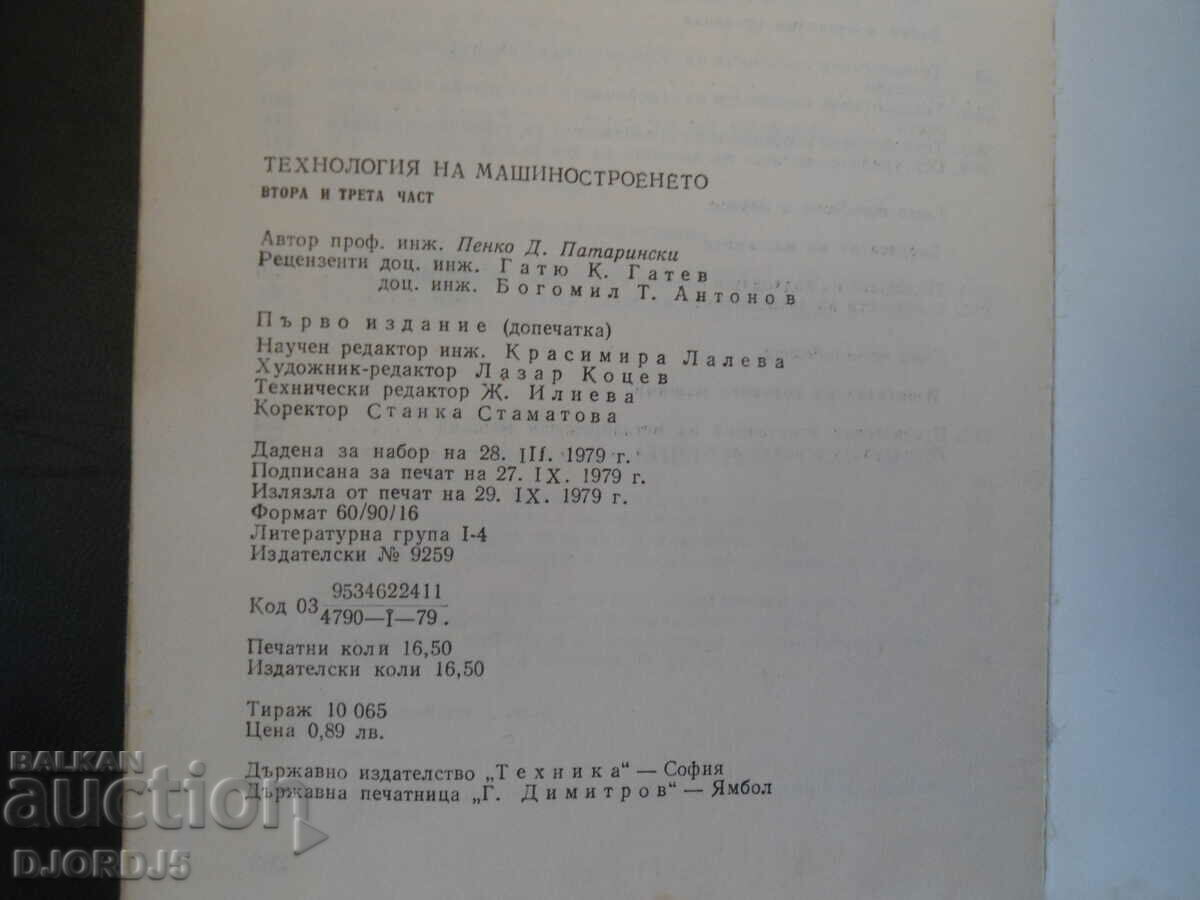 ТЕХНОЛОГИЯ НА МАШИНОСТРОЕНЕТО
ВТОРА И ТРЕТА ЧАСТ
Автор проф. инж. Пенко Д. Патарински
Рецензенти доц. инж. Гатю К. Гатев
доц. инж. Богомил Т. Антонов
Първо издание (допечатка)
Научен редактор инж. Красимира Лалева
Художник-редактор Лазар Коцев
Технически редактор Ж. Илиева
Коректор Станка Стаматова
Дадена за набор на 28. III. 1979 г.
Подписана за печат на 27. IX. 1979 г.
Излязла от печат на 29. IX. 1979 г.
Формат 60/90/16
Литературна група I-4
Издателски № 9259
Код 03 9534622411
4790—I—79.
Печатни коли 16,50
Издателски коли 16,50
Тираж 10 065
Цена 0,89 лв.
Държавно издателство „Техника“ — София
Държавна печатница „Г. Димитров“ — Ямбол
BALKAN
auction
DJORDJ5